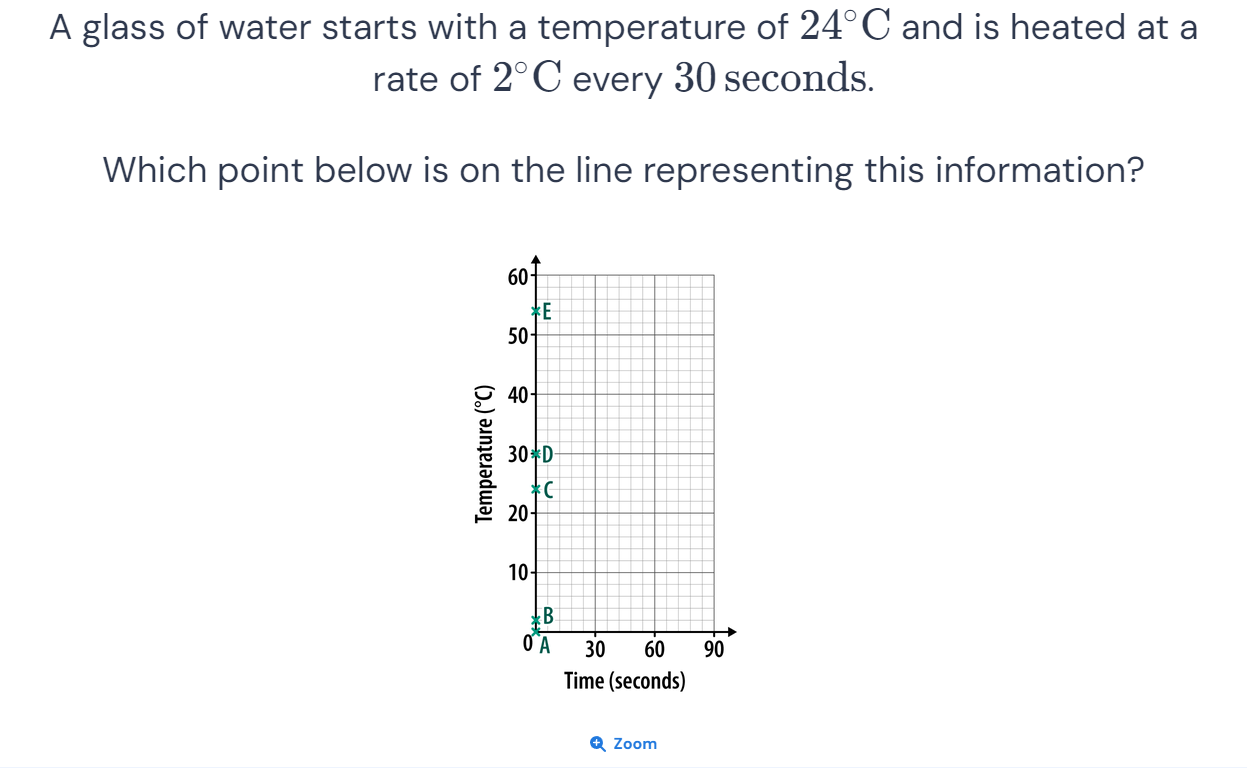 A glass of water starts with a temperature of 24°C and is heated at a
rate of 2°C every 30 seconds.
Which point below is on the line representing this information?
60
E
50
40
Temperature (°C)
30 D
C
20
10
B
0 A 30 60 90
Time (seconds)
Zoom